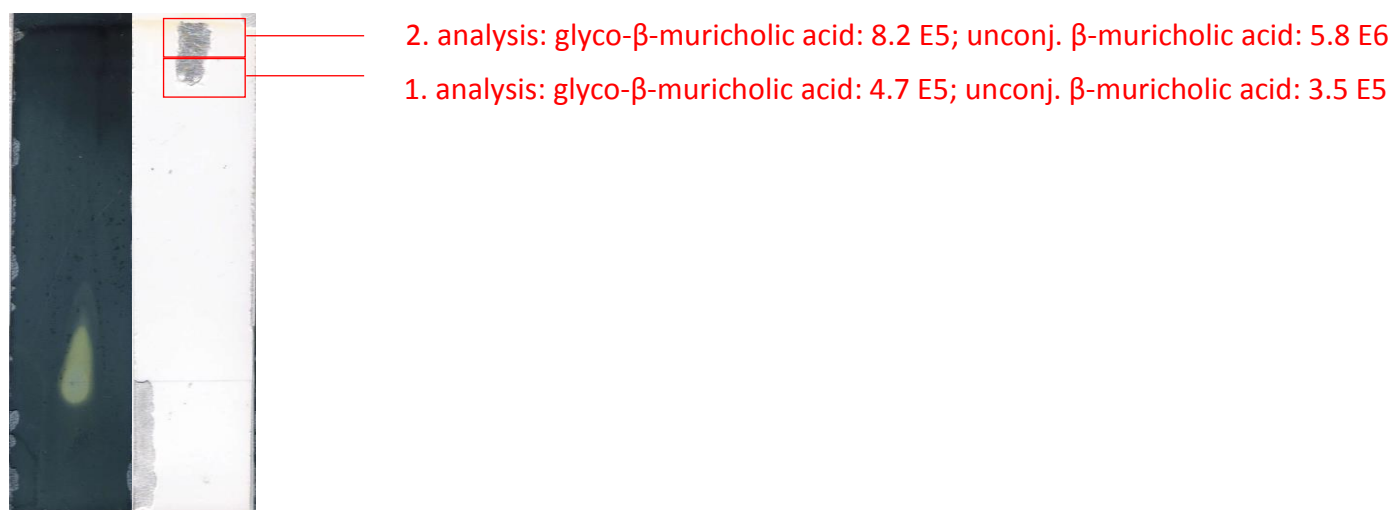 2. analysis: glyco-β-muricholic acid: 8.2 E5; unconj. β-muricholic acid: 5.8 E6
1. analysis: glyco-β-muricholic acid: 4.7 E5; unconj. β-muricholic acid: 3.5 E5